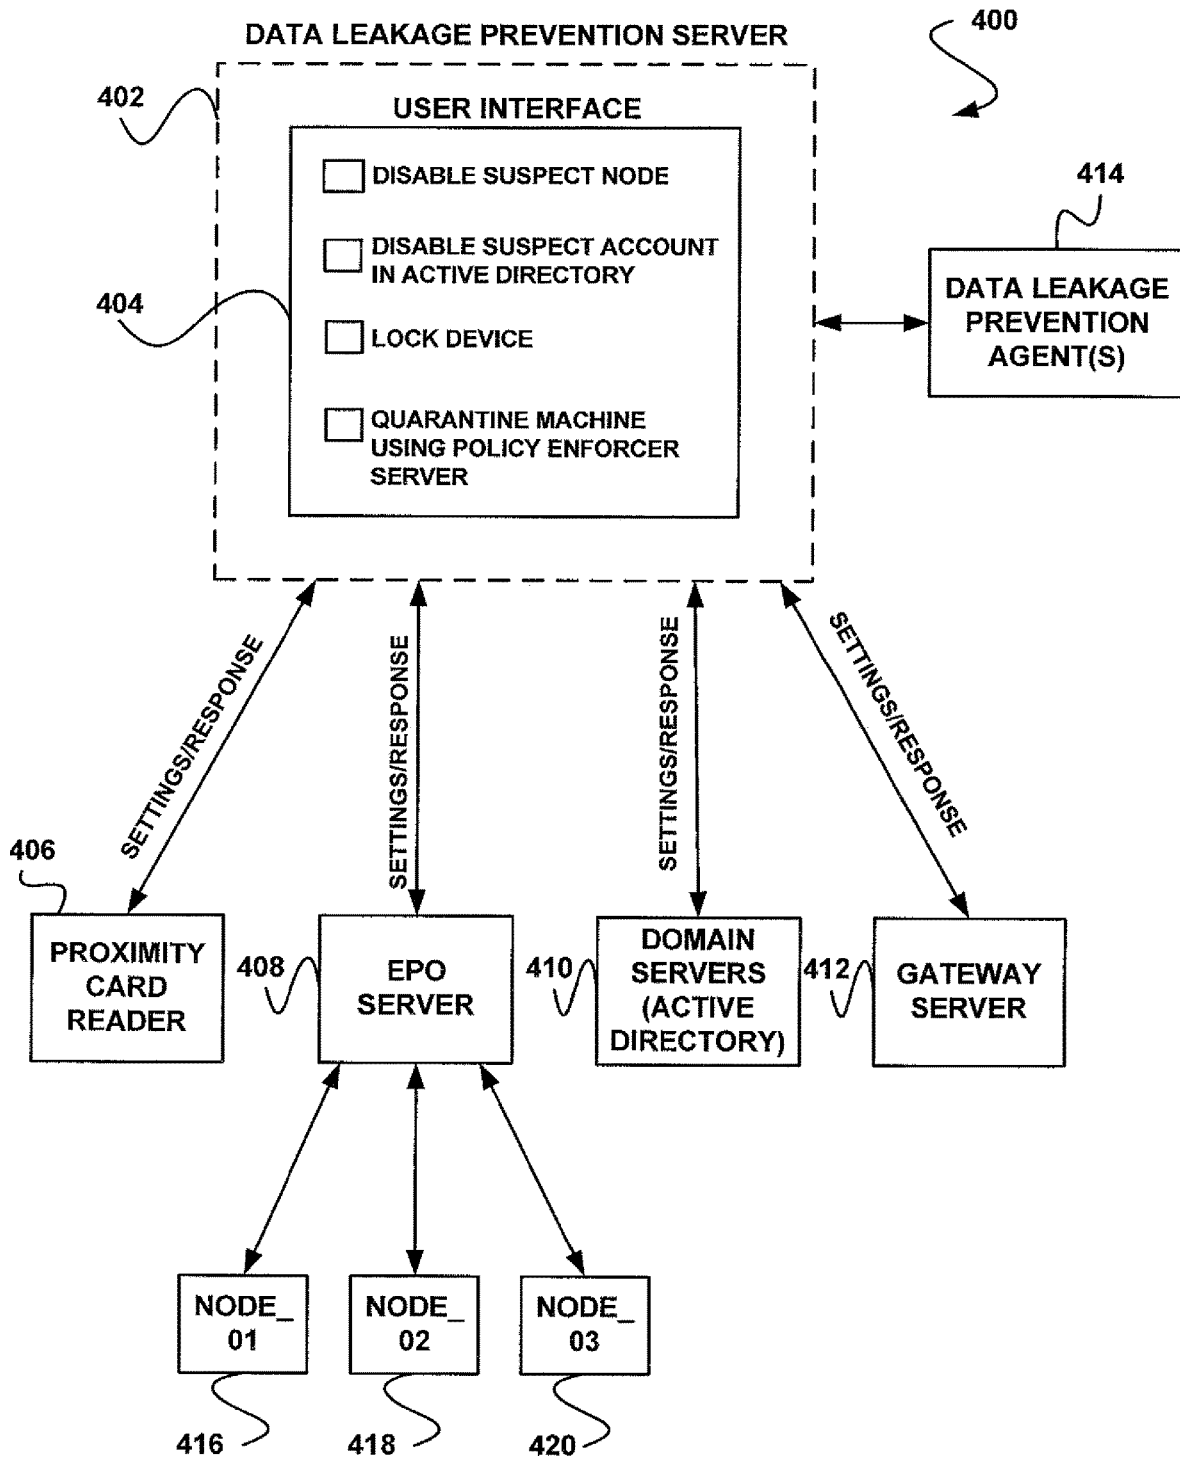 400
DATA LEAKAGE PREVENTION SERVER
402
USER INTERFACE
DISABLE SUSPECT NODE
DISABLE SUSPECT ACCOUNT
IN ACTIVE DIRECTORY
404
LOCK DEVICE
QUARANTINE MACHINE
USING POLICY ENFORCER
SERVER
414
DATA LEAKAGE
PREVENTION
AGENT(S)
SETTINGS/RESPONSE
SETTINGS/RESPONSE
SETTINGS/RESPONSE
SETTINGS/RESPONSE
406
PROXIMITY
CARD
READER
408
EPO
SERVER
410
DOMAIN
SERVERS
(ACTIVE
DIRECTORY)
412
GATEWAY
SERVER
NODE_
01
NODE_
02
NODE_
03
416
418
420